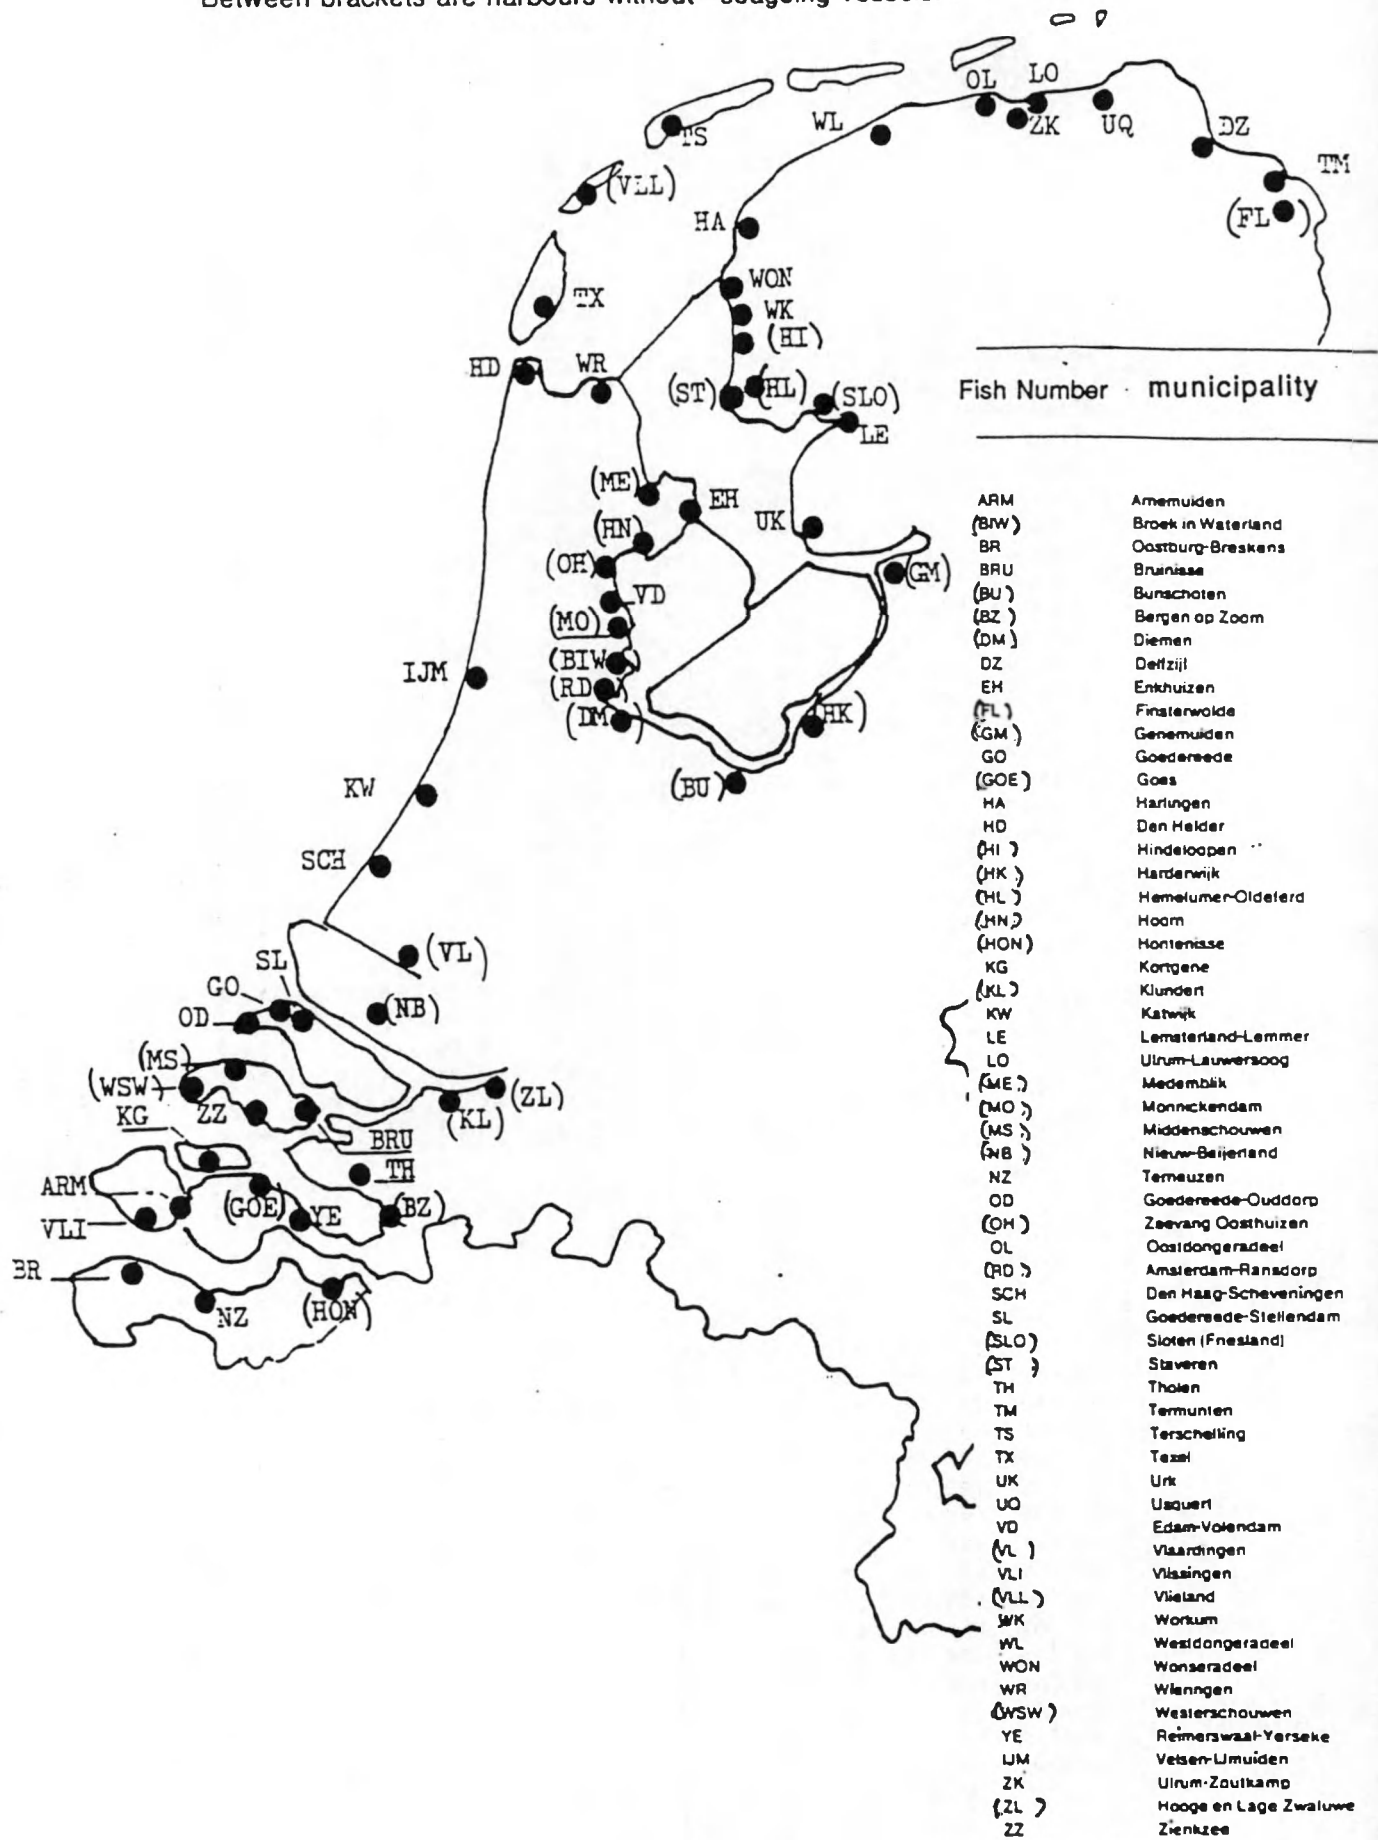 Between brackets are harbours without
OL LO
TS
WL
ZK UQ
DZ
TM
(VLL)
HA
(FL)
WON
TX
WK
(HI)
HD
WR
(ST)
(HL)
(SLO)
LE
Fish Number municipality
(ME)
EH
(HN)
UK
(OH)
(GM)
VD
(MO)
(BIW)
IJM
(RD)
(DM)
(HK)
KW
(BU)
SCH
SL
(VL)
GO
(NB)
OD
(MS)
(WSW)
(ZL)
KG
ZZ
(KL)
BRU
TH
ARM
(GOE)
YE
(BZ)
VLI
BR
NZ
(HON)
ARM Arnemuiden
(BIW) Broek in Waterland
BR Oostburg-Breskens
BRU Bruinisse
(BU) Bunschoten
(BZ) Bergen op Zoom
(DM) Diemen
DZ Delfzijl
EH Enkhuizen
(FL) Finsterwolde
(GM) Genemuiden
GO Goedereede
(GOE) Goes
HA Harlingen
HD Den Helder
(HI) Hindeloopen
(HK) Harderwijk
(HL) Hemelumer-Oldeferd
(HN) Hoorn
(HON) Hontenisse
KG Kortgene
(KL) Klundert
KW Katwijk
LE Lemsterland-Lemmer
LO Ulrum-Lauwersoog
(ME) Medemblik
(MO) Monnickendam
(MS) Middenschouwen
(NB) Nieuw-Beijerland
NZ Terneuzen
OD Goedereede-Ouddorp
(OH) Zeevang Oosthuizen
OL Oostdongeradeel
(RD) Amsterdam-Ransdorp
SCH Den Haag-Scheveningen
SL Goedereede-Stellendam
(SLO) Sloten (Friesland)
(ST) Staveren
TH Tholen
TM Termunten
TS Terschelling
TX Texel
UK Urk
UQ Usquert
VD Edam-Volendam
(VL) Vlaardingen
VLI Vlissingen
(VLL) Vlieland
WK Workum
WL Westdongeradeel
WON Wonseradeel
WR Wieringen
(WSW) Westerschouwen
YE Reimerswaal-Yerseke
IJM Velsen-IJmuiden
ZK Ulrum-Zoutkamp
(ZL) Hooge en Lage Zwaluwe
ZZ Zierikzee